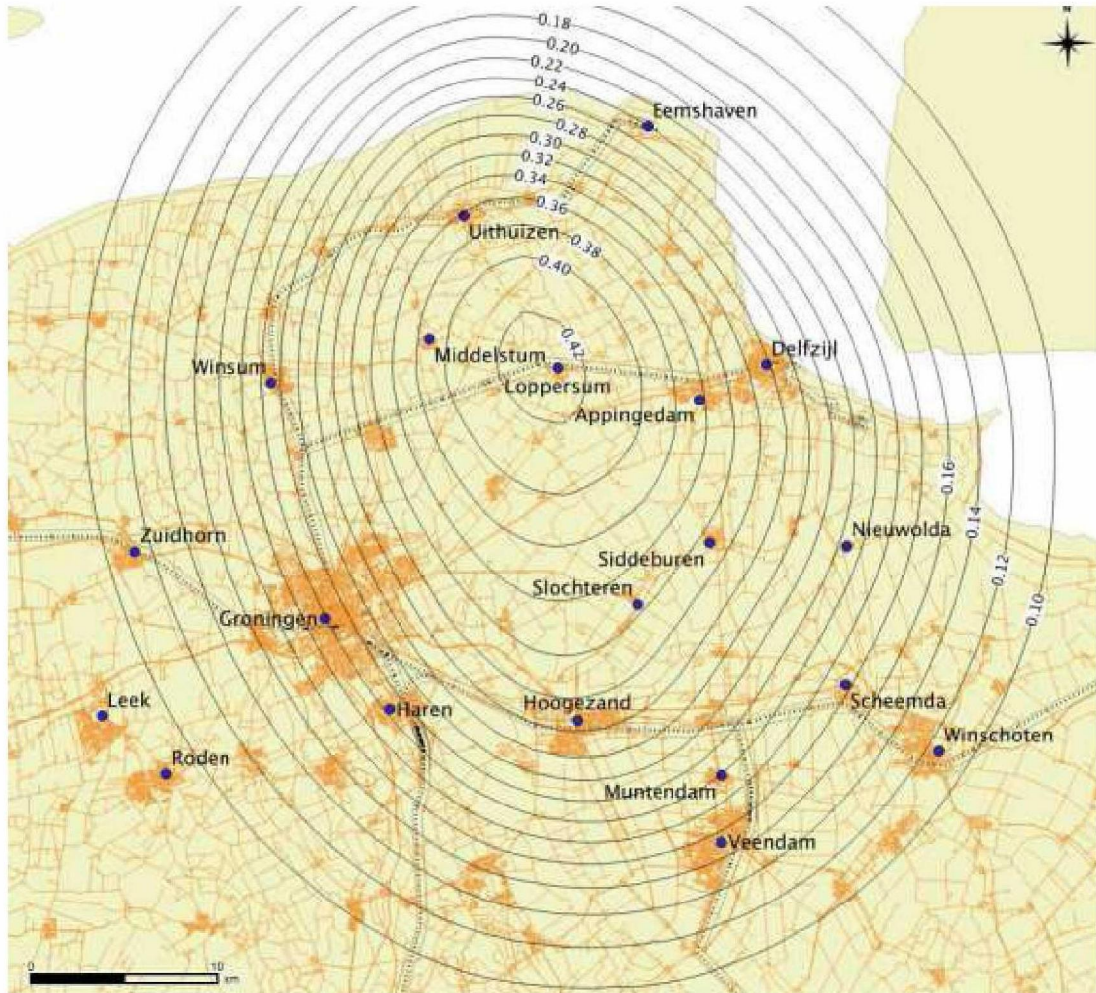 0.18
0.20
0.22
0.24
0.26
0.28
0.30
0.32
0.34
0.36
0.38
0.40
0.42
Eemshaven
Uithuizen
Middelstum
Winsum
Loppersum
Delfzijl
Appingedam
0.16
0.14
0.12
0.10
Zuidhorn
Nieuwolda
Siddeburen
Slochteren
Groningen
Leek
Haren
Hoogezand
Scheemda
Roden
Winschoten
Muntendam
Veendam
0 10
km